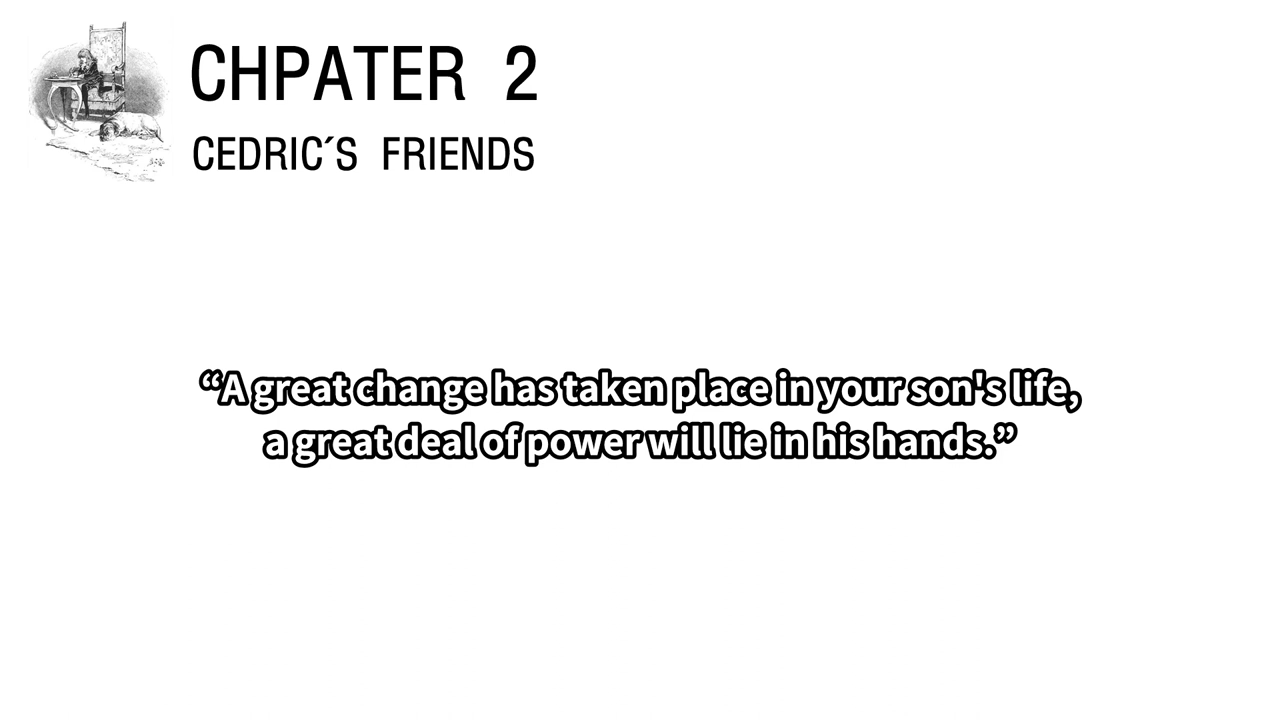 CHPATER 2
CEDRIC´S FRIENDS
“A great change has taken place in your son's life,
a great deal of power will lie in his hands.”